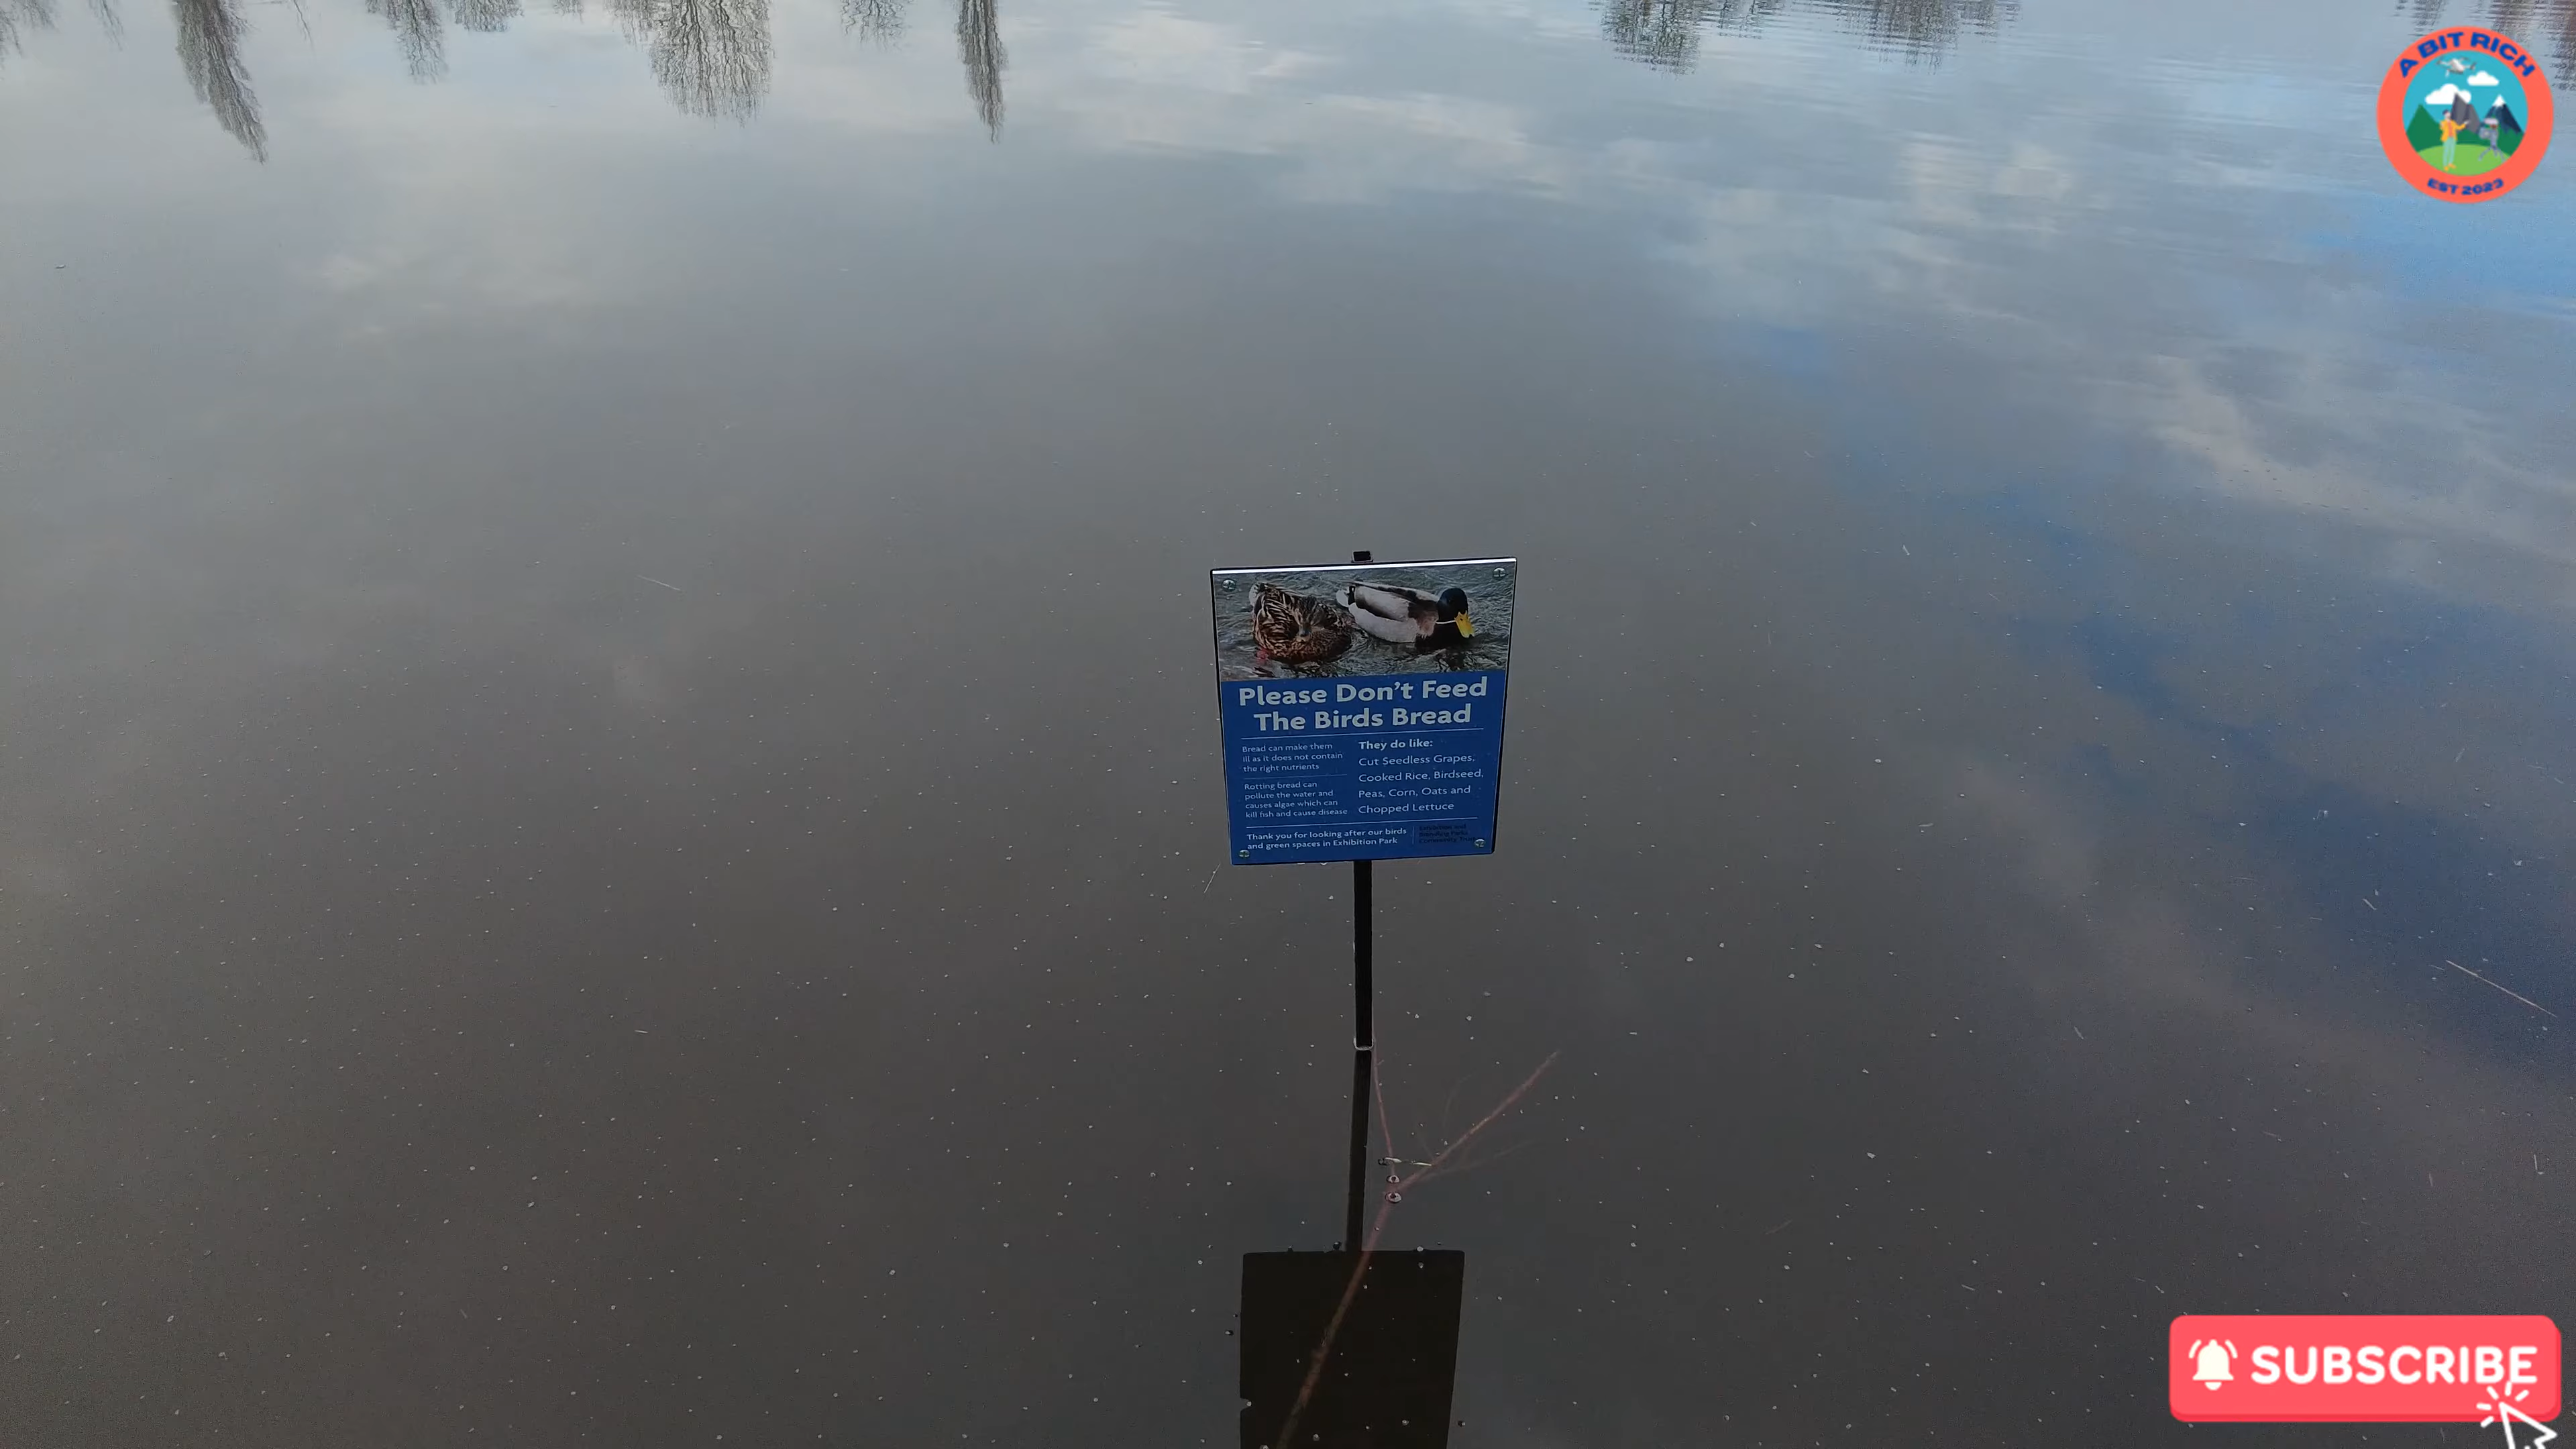 A BIT RICH
EST 2023
Please Don't Feed
The Birds Bread
Bread can make them
ill as it does not contain
the right nutrients
Rotting bread can
pollute the water and
causes algae which can
kill fish and cause disease
They do like:
Cut Seedless Grapes,
Cooked Rice, Birdseed,
Peas, Corn, Oats and
Chopped Lettuce
Thank you for looking after our birds
and green spaces in Exhibition Park
SUBSCRIBE